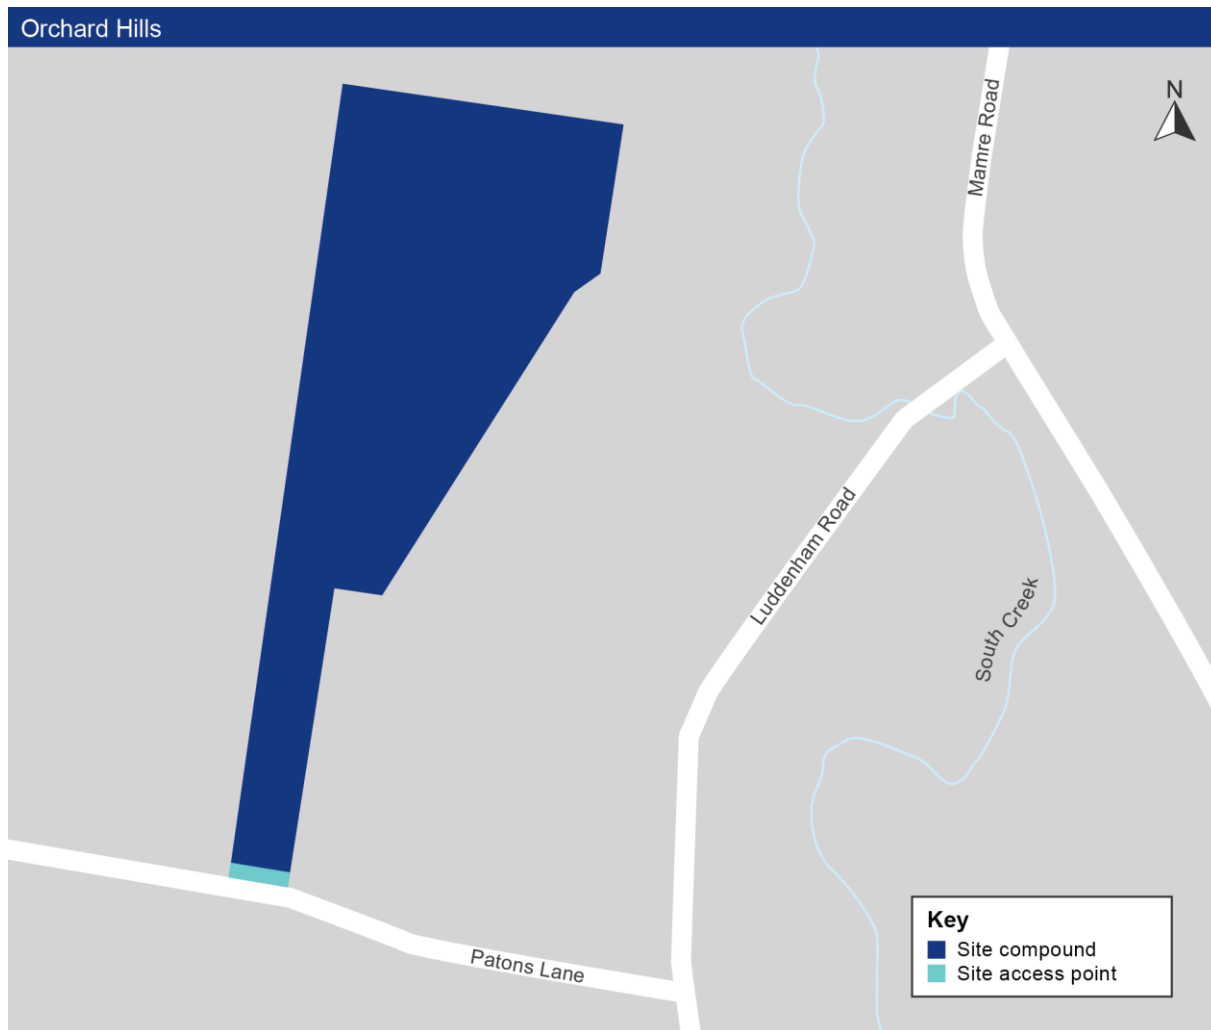 Orchard Hills
N
Mamre Road
Luddenham Road
South Creek
Patons Lane
Key
Site compound
Site access point